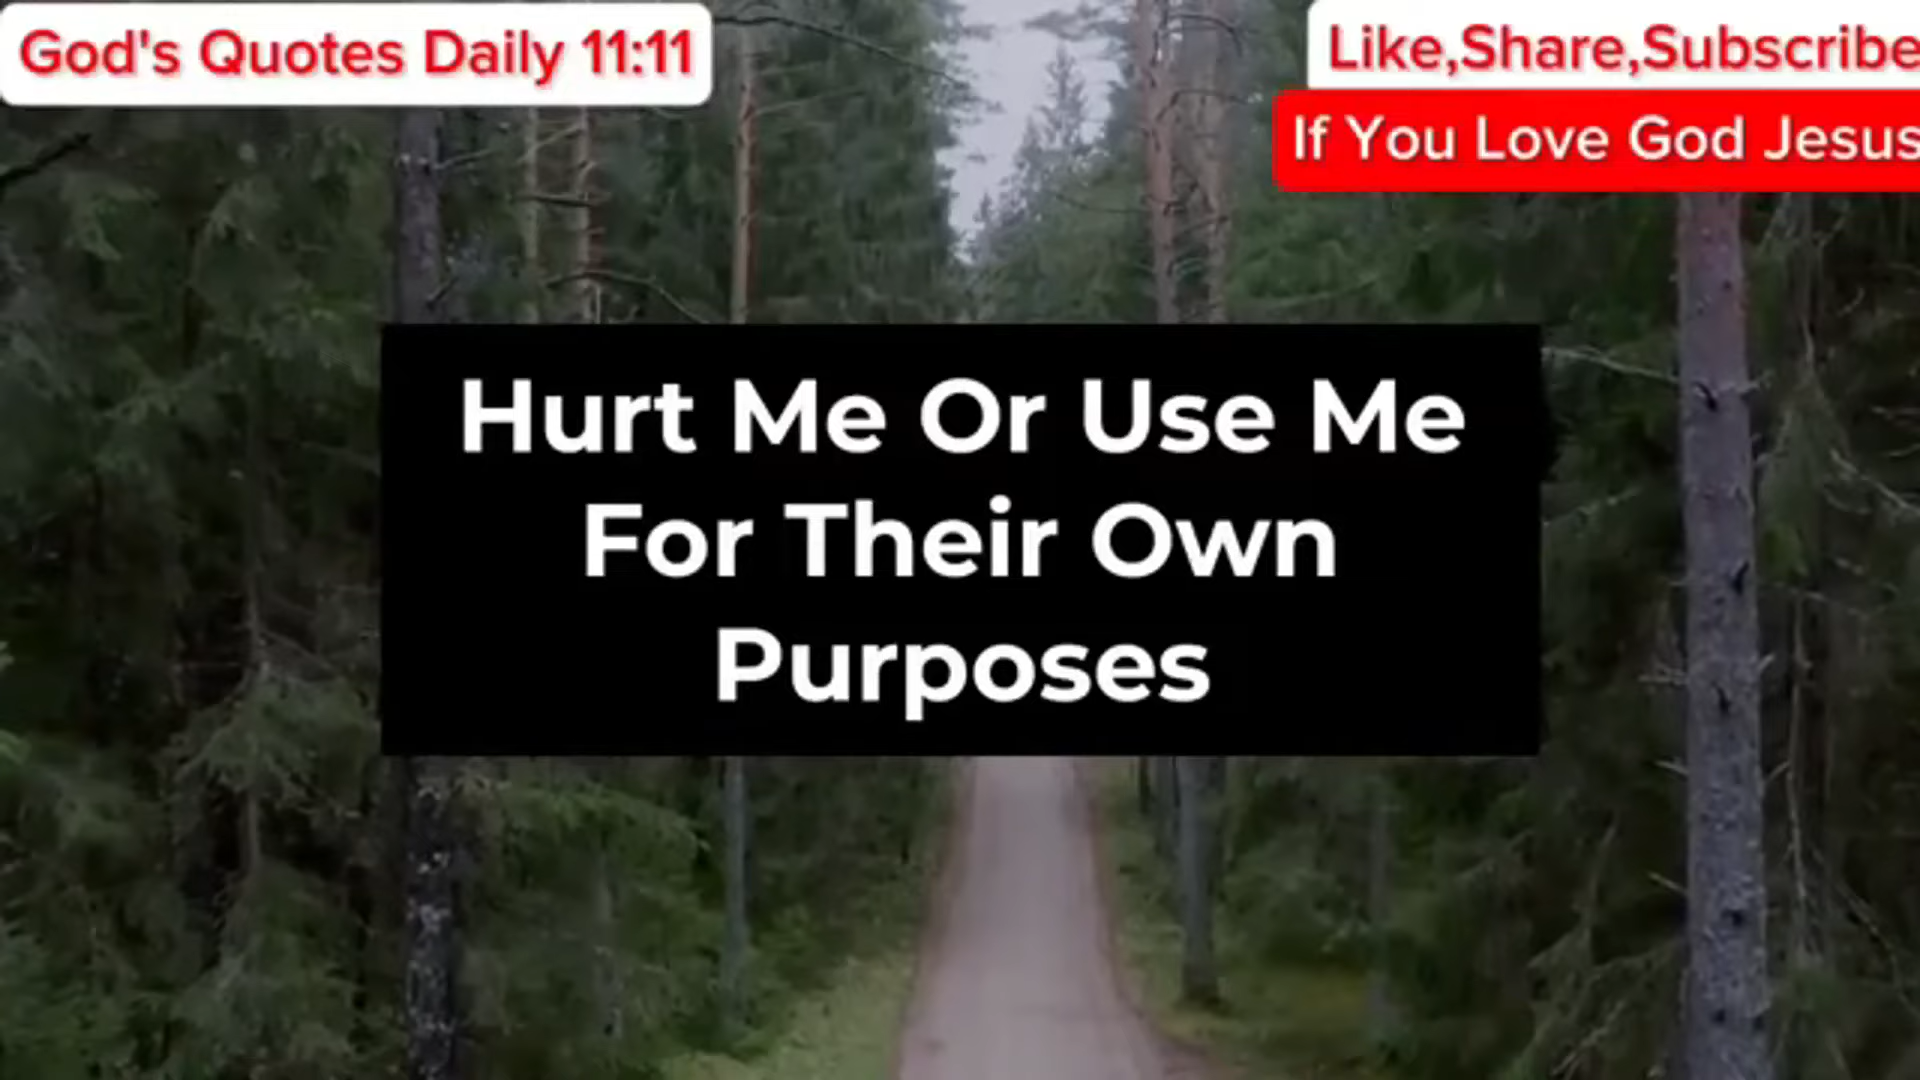 God's Quotes Daily 11:11
Like,Share,Subscribe
If You Love God Jesus
Hurt Me Or Use Me
For Their Own
Purposes